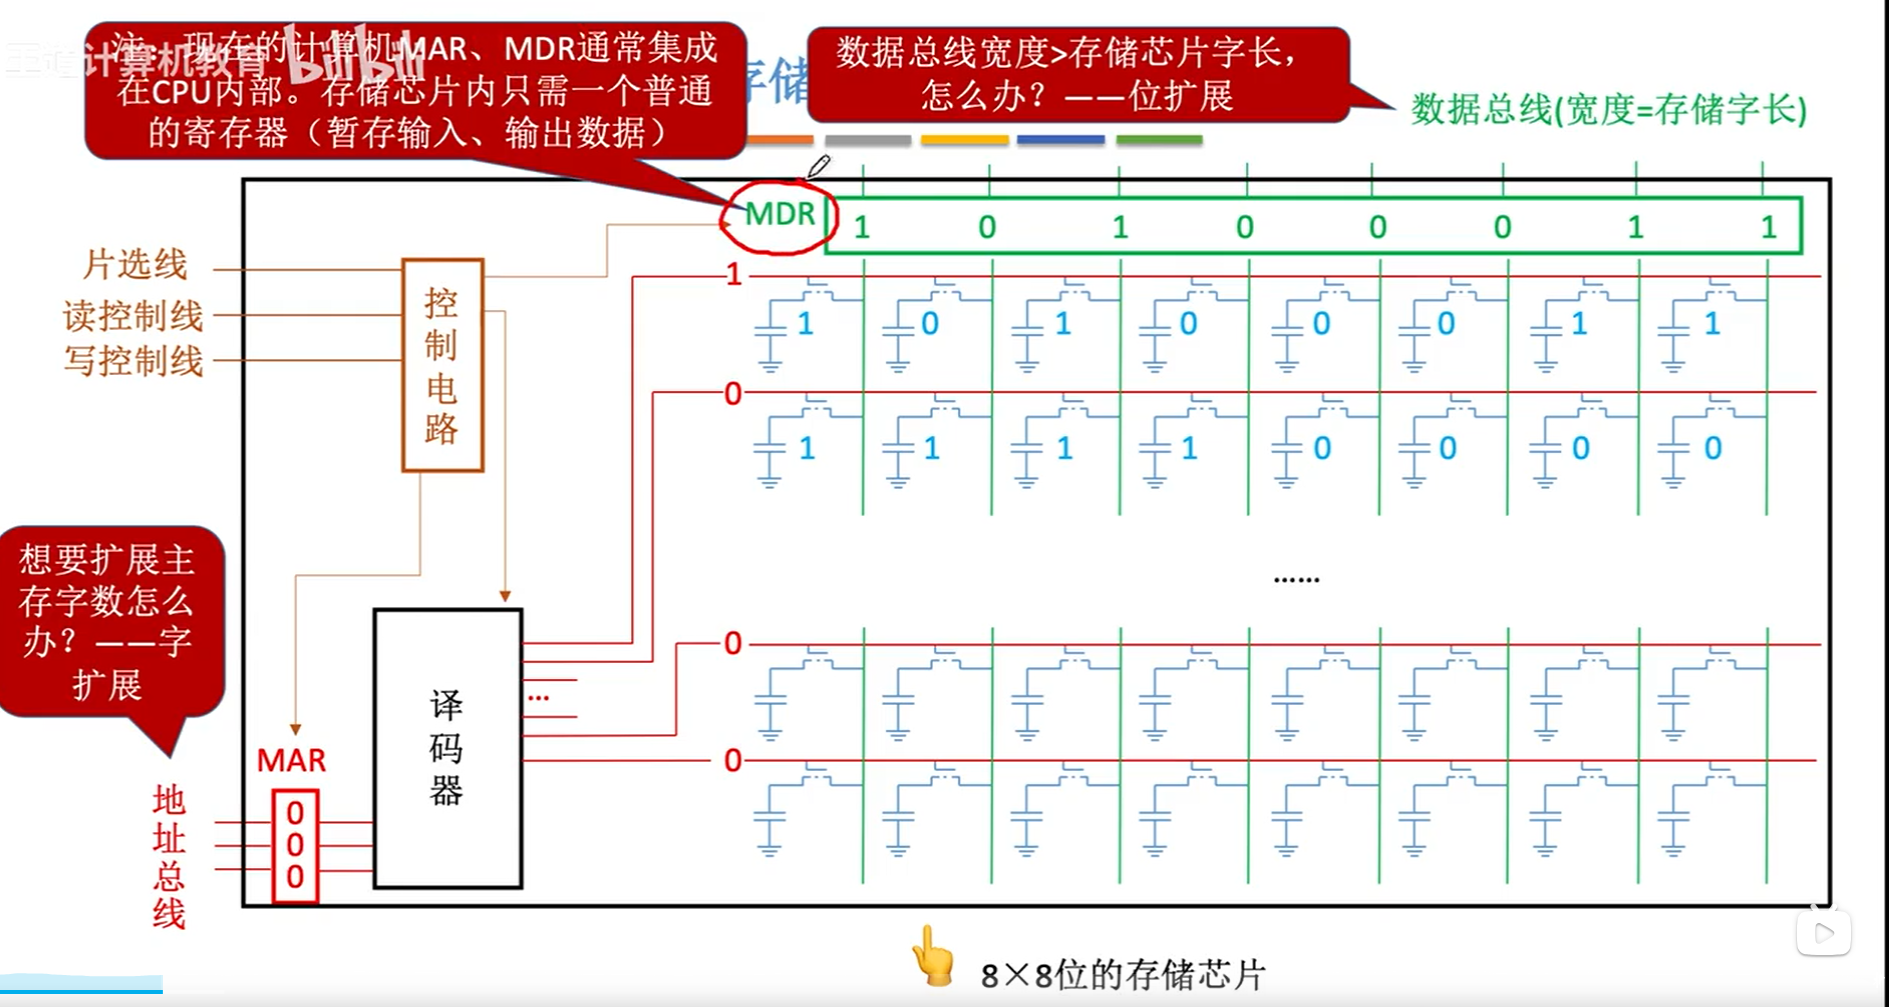 注：现在的计算机MAR、MDR通常集成
在CPU内部。存储芯片内只需一个普通
的寄存器（暂存输入、输出数据）
王道计算机教育
bilibili
存储
数据总线宽度>存储芯片字长，
怎么办？——位扩展
数据总线(宽度=存储字长)
MDR
1 0 1 0 0 0 1 1
片选线
读控制线
写控制线
控
制
电
路
1
1 0 1 0 0 0 1 1
0
1 1 1 1 0 0 0 0
……
想要扩展主
存字数怎么
办？——字
扩展
0
0
...
译
码
器
MAR
0
0
0
地
址
总
线
8×8位的存储芯片